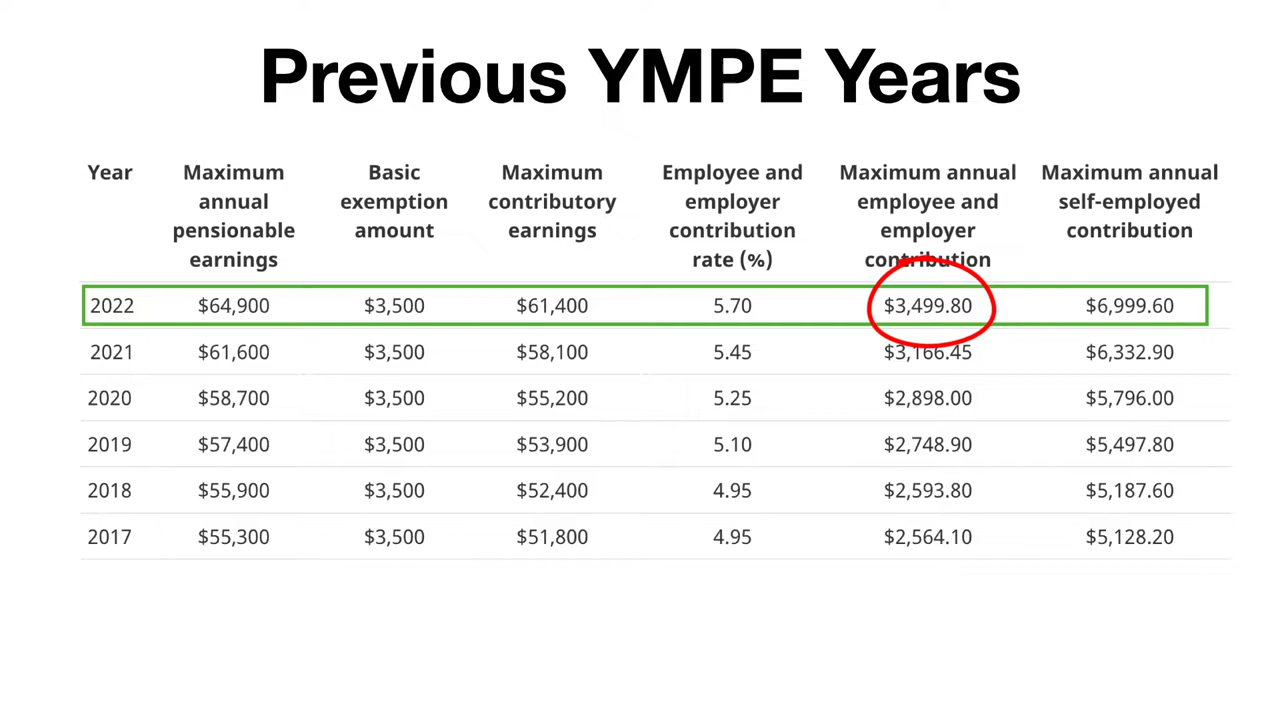 Previous YMPE Years
Year Maximum annual pensionable earnings Basic exemption amount Maximum contributory earnings Employee and employer contribution rate (%) Maximum annual employee and employer contribution Maximum annual self-employed contribution
2022 $64,900 $3,500 $61,400 5.70 $3,499.80 $6,999.60
2021 $61,600 $3,500 $58,100 5.45 $3,166.45 $6,332.90
2020 $58,700 $3,500 $55,200 5.25 $2,898.00 $5,796.00
2019 $57,400 $3,500 $53,900 5.10 $2,748.90 $5,497.80
2018 $55,900 $3,500 $52,400 4.95 $2,593.80 $5,187.60
2017 $55,300 $3,500 $51,800 4.95 $2,564.10 $5,128.20